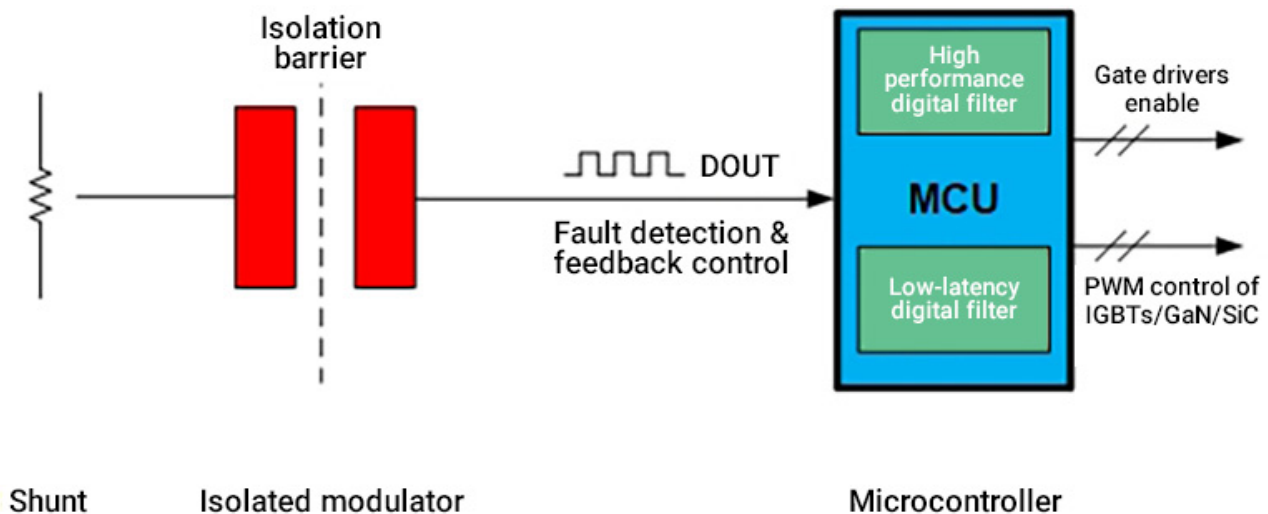 Isolation
barrier
High
performance
digital filter
Gate drivers
enable
DOUT
MCU
Fault detection &
feedback control
Low-latency
digital filter
PWM control of
IGBTs/GaN/SiC
Shunt
Isolated modulator
Microcontroller